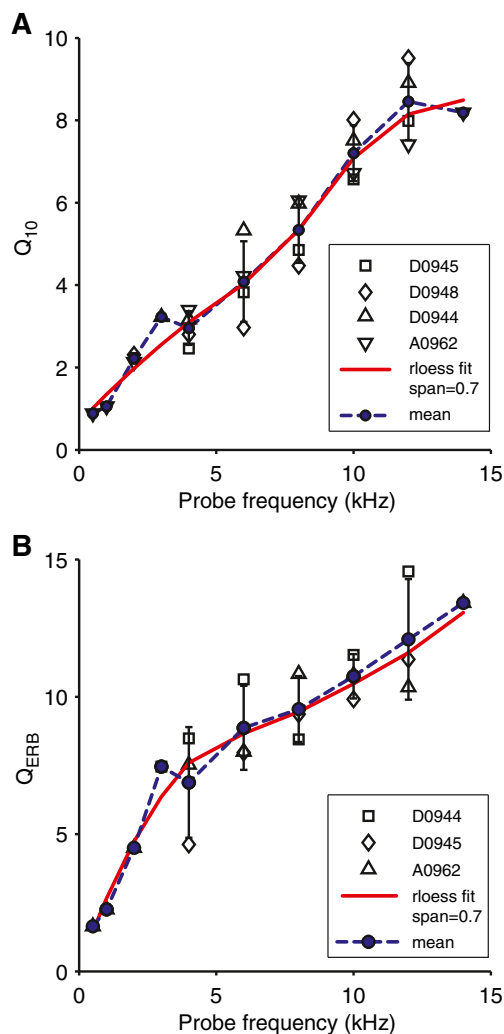 A
10
8
6
4
2
0
Q10
D0945
D0948
D0944
A0962
rloess fit
span=0.7
mean
0 5 10 15
Probe frequency (kHz)
B
15
10
5
0
QERB
D0944
D0945
A0962
rloess fit
span=0.7
mean
0 5 10 15
Probe frequency (kHz)